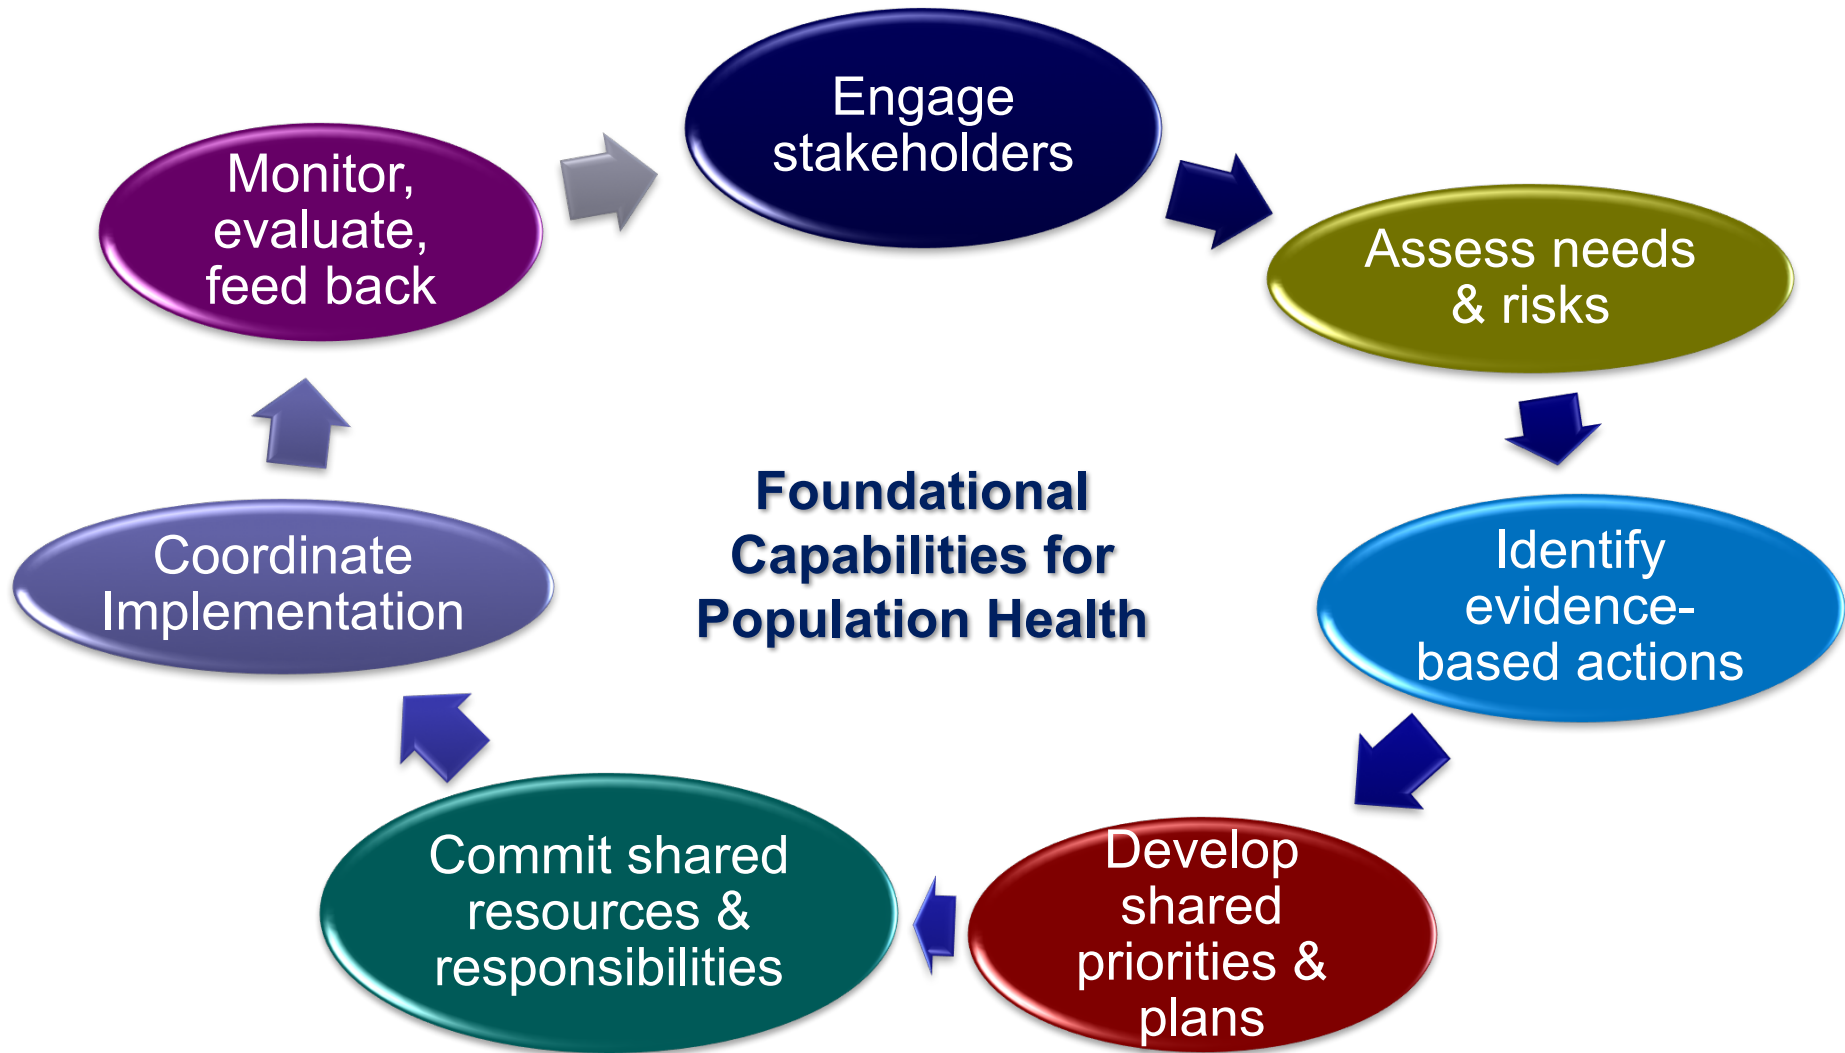 Engage
stakeholders
Assess needs
& risks
Identify
evidence-
based actions
Develop
shared
priorities &
plans
Commit shared
resources &
responsibilities
Coordinate
Implementation
Monitor,
evaluate,
feed back
Foundational
Capabilities for
Population Health